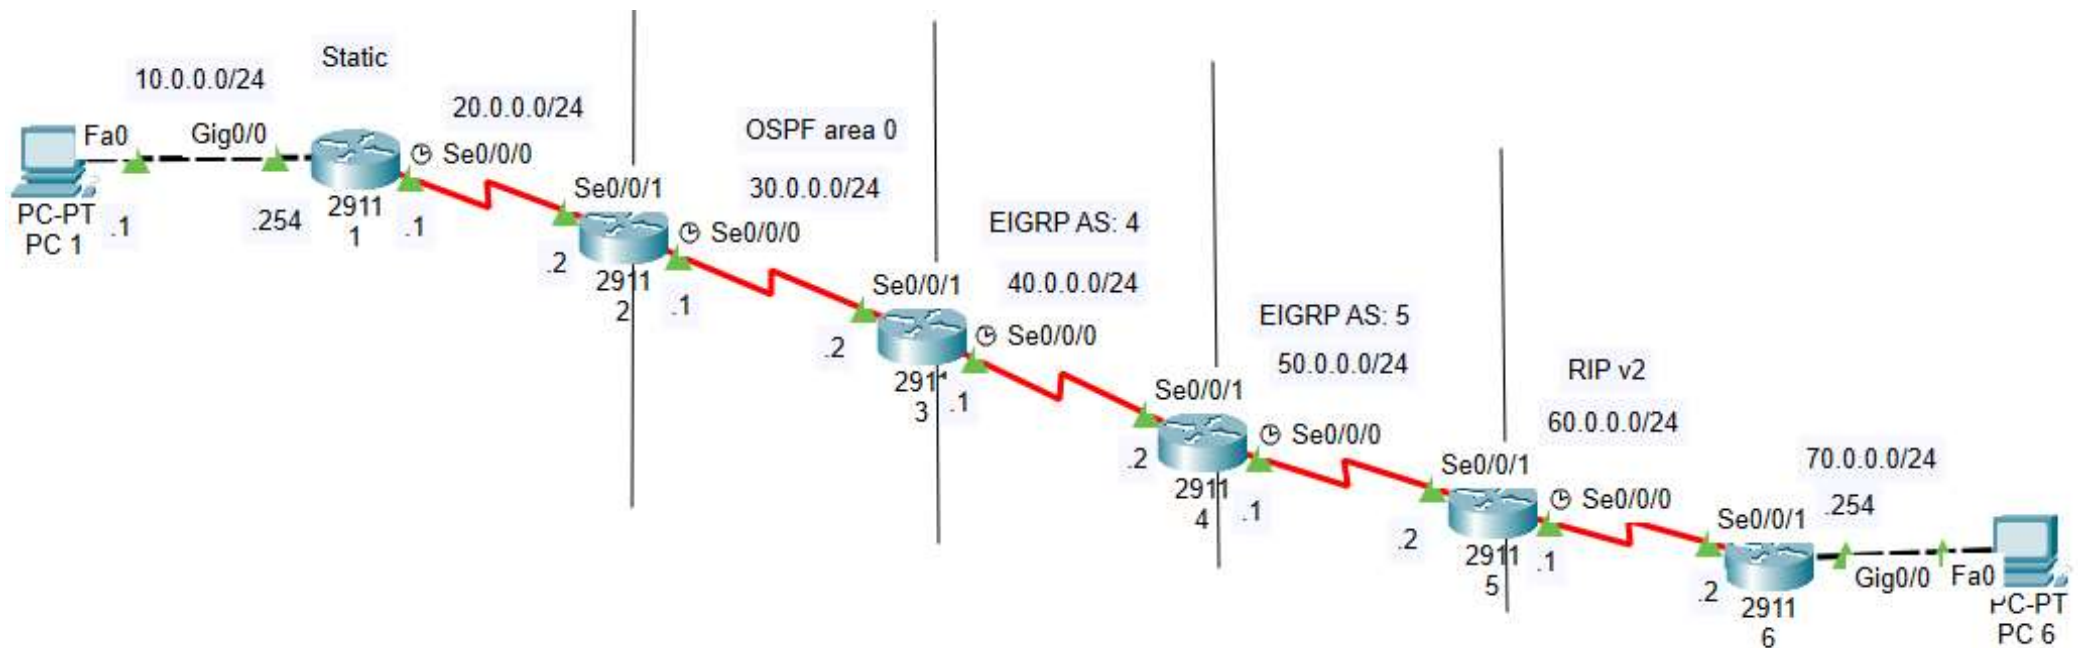 Static
10.0.0.0/24
20.0.0.0/24
Fa0
Gig0/0
Se0/0/0
PC-PT
PC 1
.1
.254
2911
1
.1
OSPF area 0
30.0.0.0/24
Se0/0/1
Se0/0/0
.2
2911
2
.1
EIGRP AS: 4
40.0.0.0/24
Se0/0/1
Se0/0/0
.2
2911
3
.1
EIGRP AS: 5
50.0.0.0/24
Se0/0/1
Se0/0/0
.2
2911
4
.1
RIP v2
60.0.0.0/24
Se0/0/1
Se0/0/0
.2
2911
5
.1
70.0.0.0/24
.254
Se0/0/1
Gig0/0
Fa0
.2
2911
6
PC-PT
PC 6